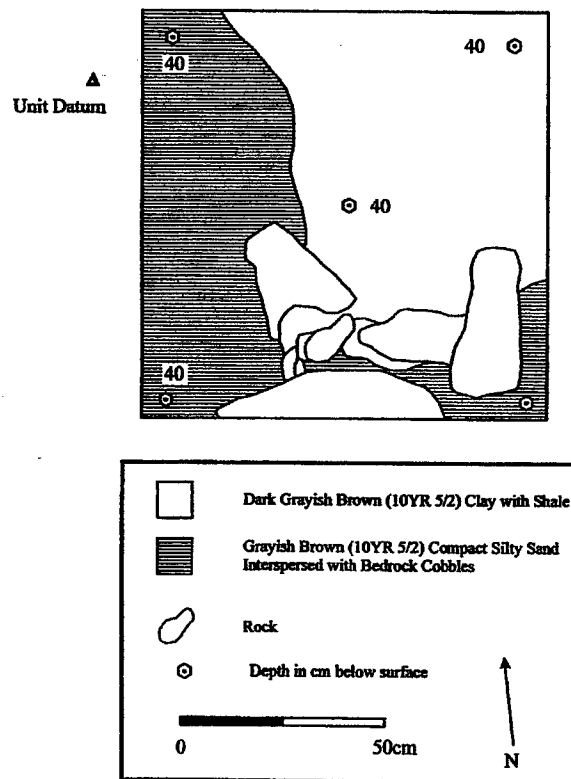 40
40
Unit Datum
40
40
Dark Grayish Brown (10YR 5/2) Clay with Shale
Grayish Brown (10YR 5/2) Compact Silty Sand
Interspersed with Bedrock Cobbles
Rock
Depth in cm below surface
0 50cm
N